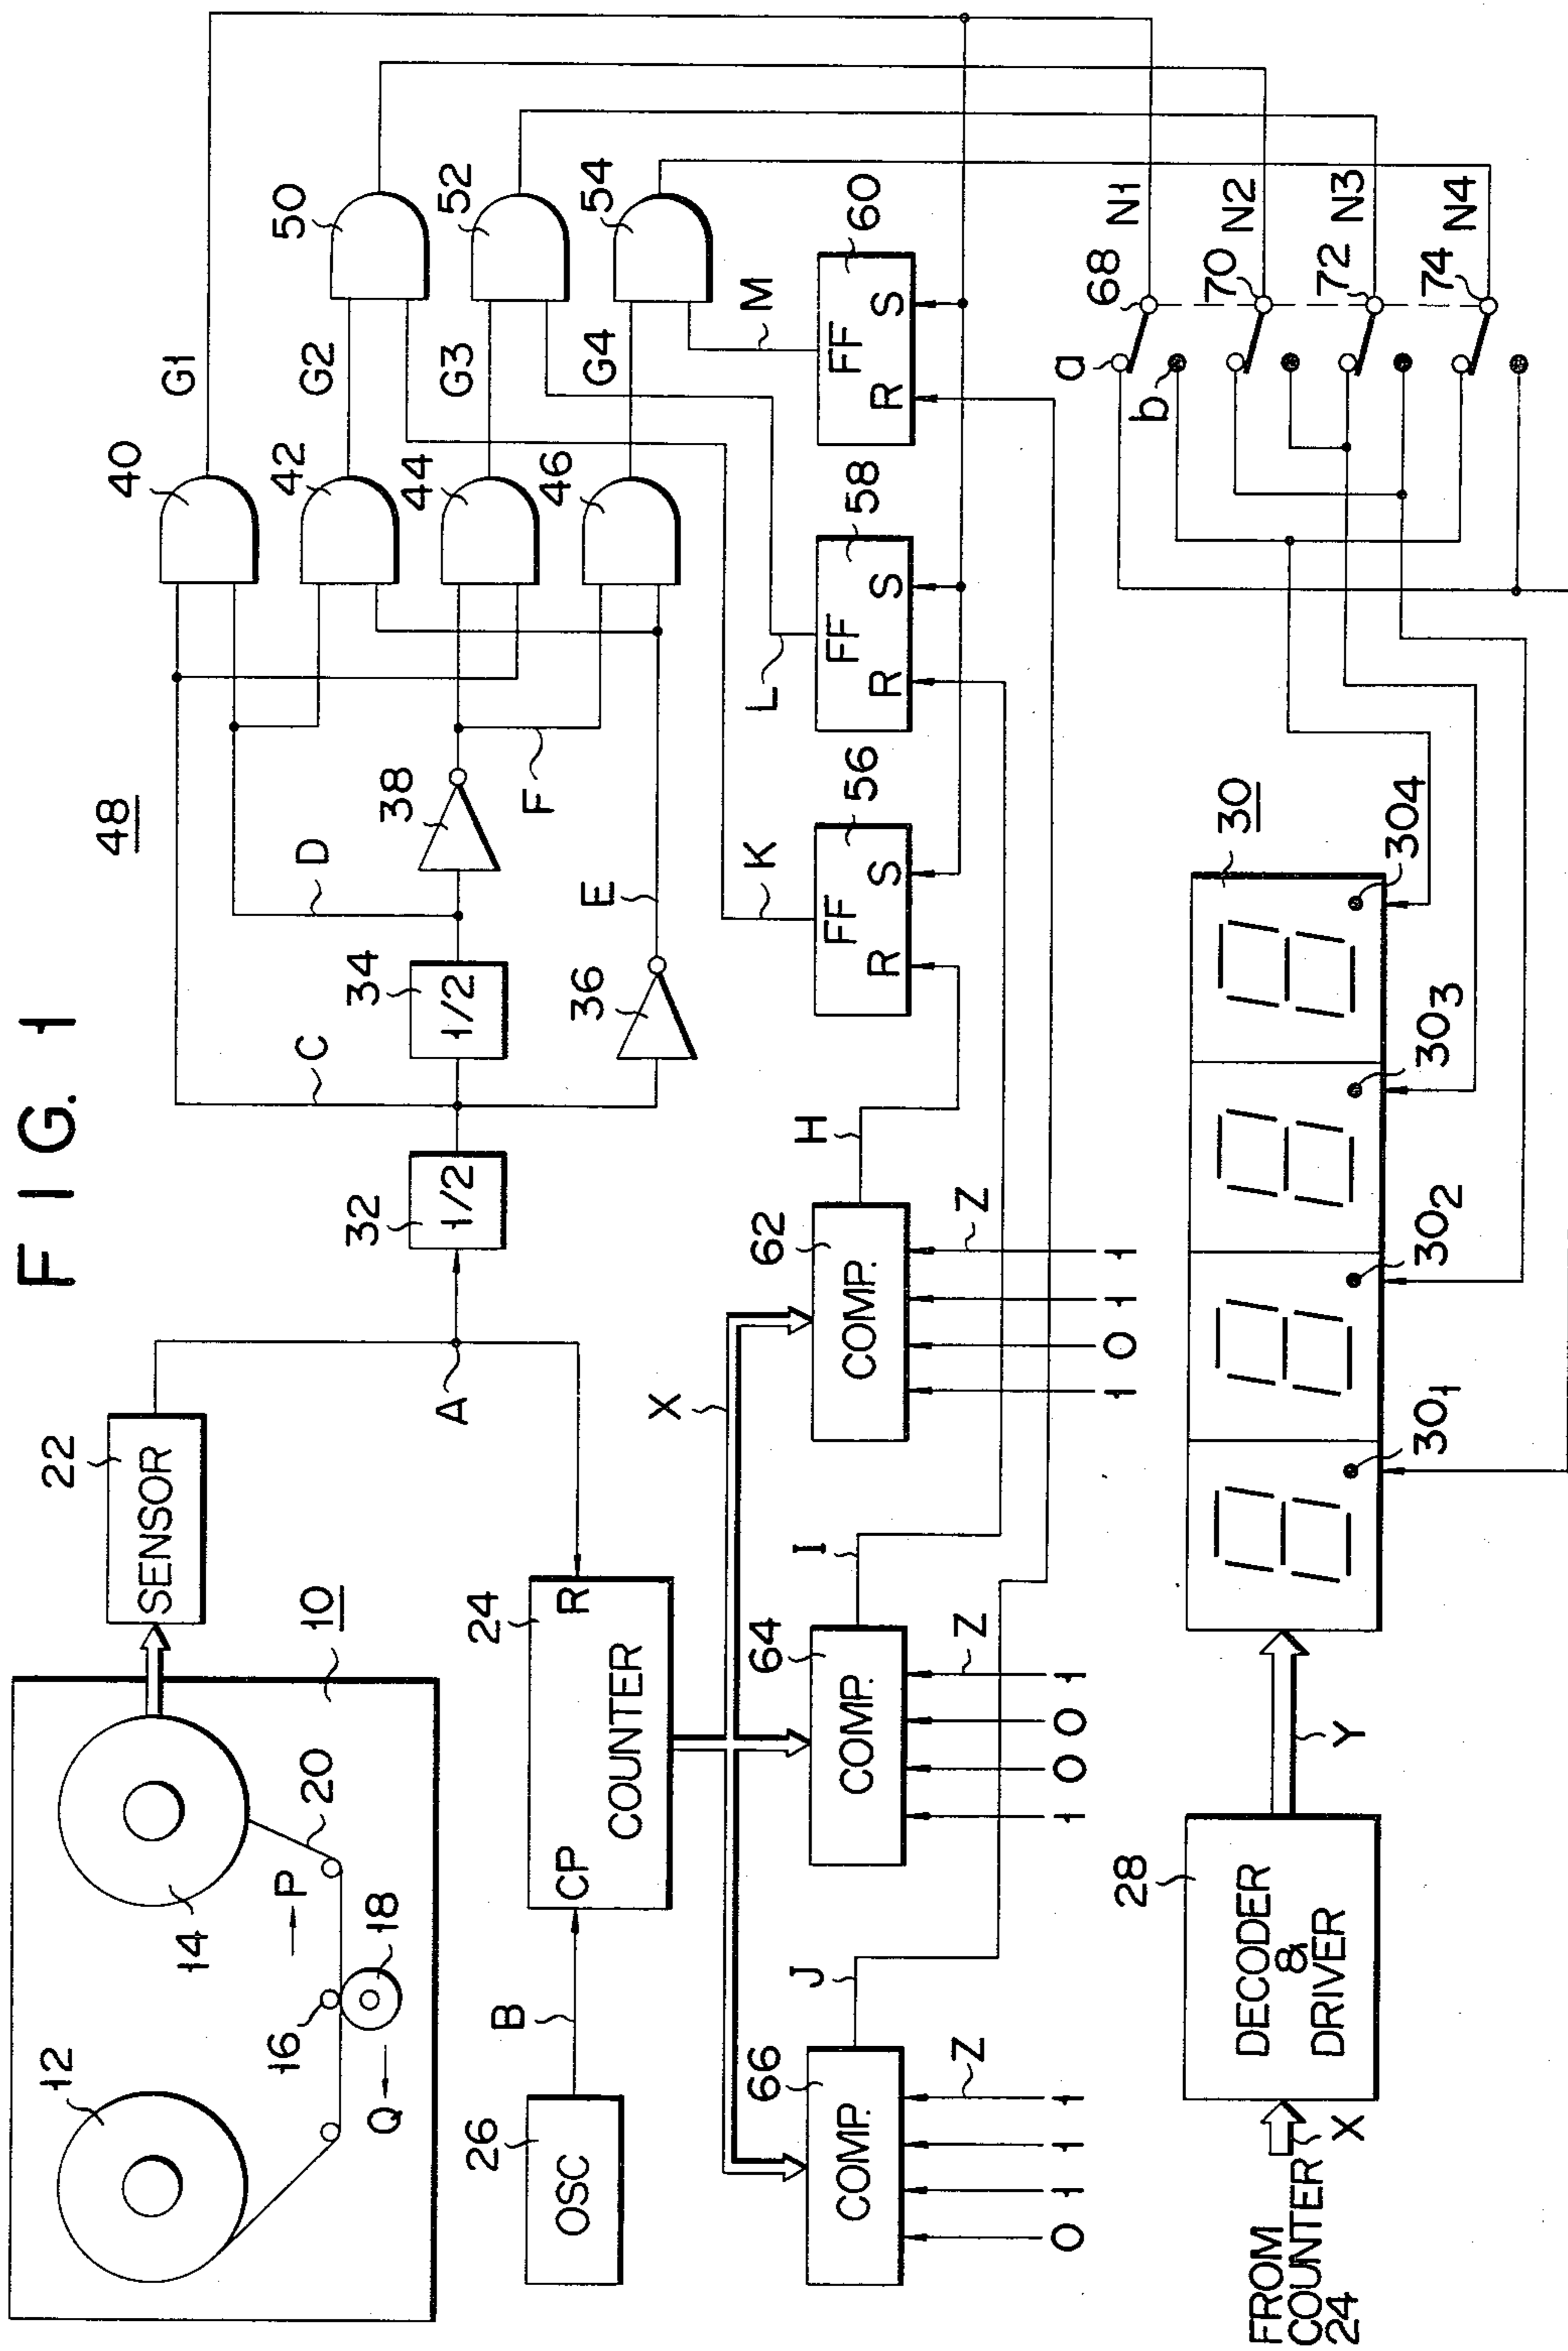 FIG. 1
10
12
14
16
18
20
P
Q
22
SENSOR
A
24
CP
R
COUNTER
26
OSC
B
32
1/2
34
1/2
36
38
C
D
E
F
48
40
42
44
46
G1
G2
G3
G4
50
52
54
56
FF
R
S
K
58
FF
R
S
L
60
FF
R
S
M
X
62
COMP.
H
Z
1 0 1 1
64
COMP.
I
Z
1 0 0 1
66
COMP.
J
Z
0 1 1 1
68
N1
70
N2
72
N3
74
N4
a
b
FROM
COUNTER
24
X
28
DECODER
&
DRIVER
Y
30
301
302
303
304